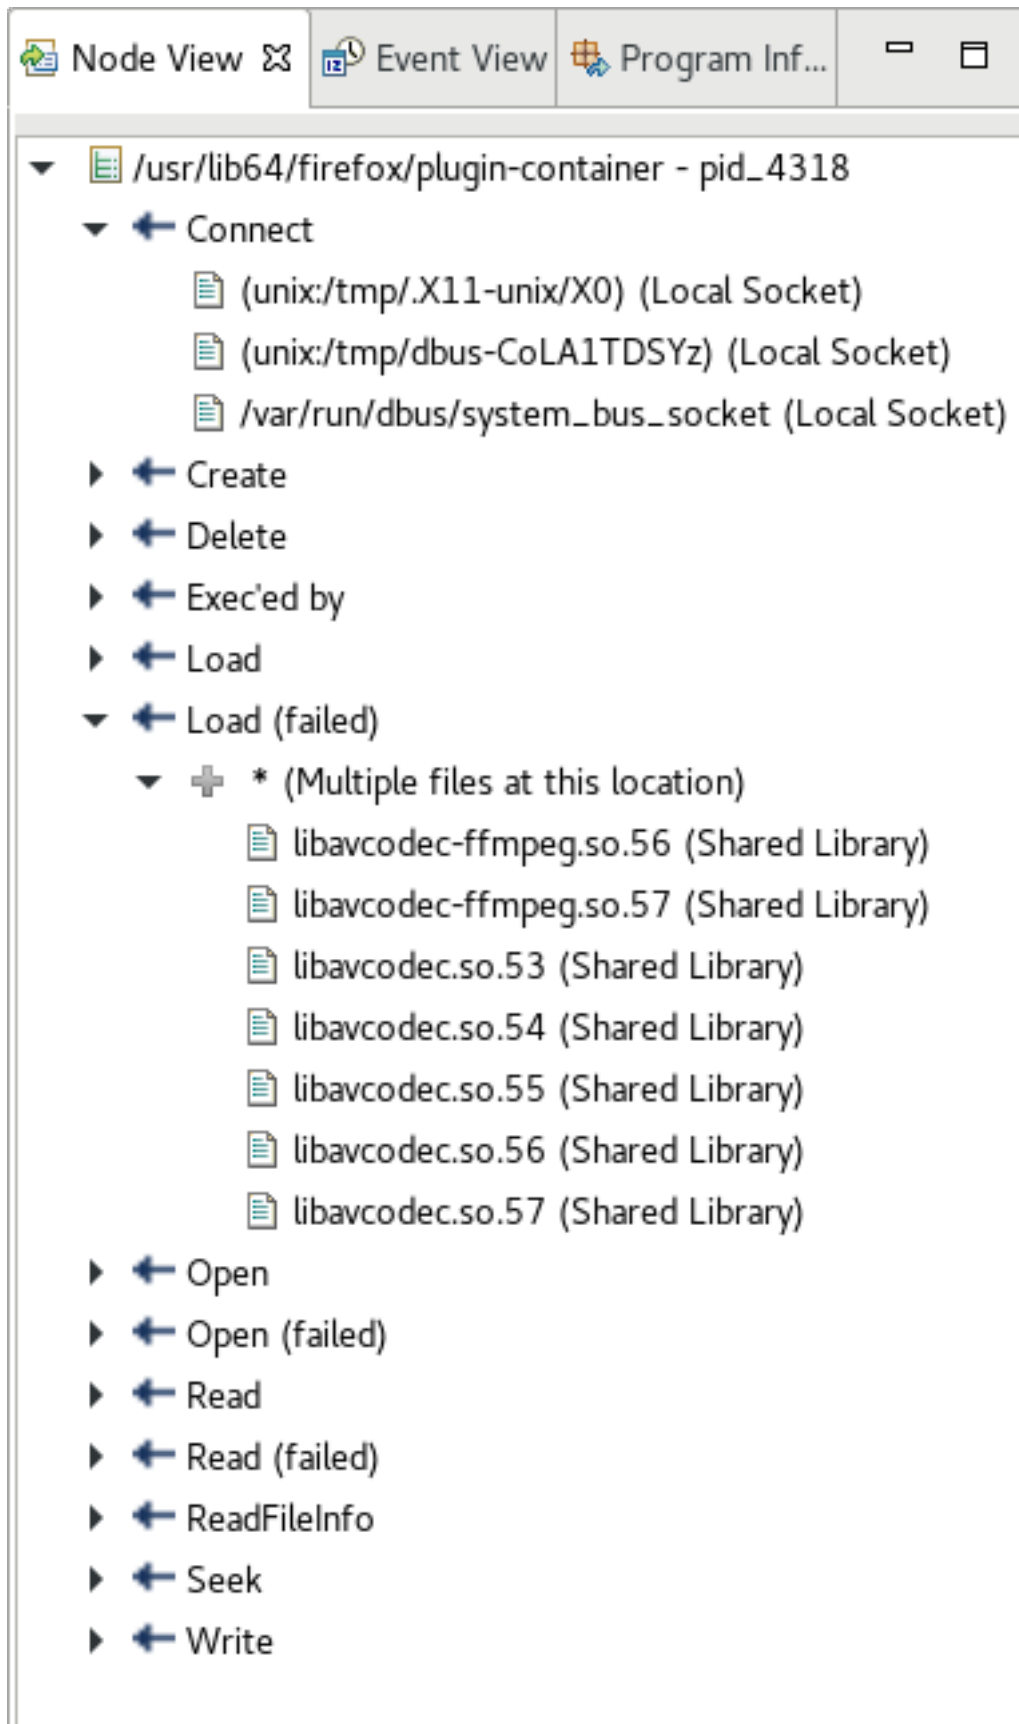 Node View Event View Program Inf...
/usr/lib64/firefox/plugin-container - pid_4318
Connect
(unix:/tmp/.X11-unix/X0) (Local Socket)
(unix:/tmp/dbus-CoLA1TDSYz) (Local Socket)
/var/run/dbus/system_bus_socket (Local Socket)
Create
Delete
Exec'ed by
Load
Load (failed)
* (Multiple files at this location)
libavcodec-ffmpeg.so.56 (Shared Library)
libavcodec-ffmpeg.so.57 (Shared Library)
libavcodec.so.53 (Shared Library)
libavcodec.so.54 (Shared Library)
libavcodec.so.55 (Shared Library)
libavcodec.so.56 (Shared Library)
libavcodec.so.57 (Shared Library)
Open
Open (failed)
Read
Read (failed)
ReadFileInfo
Seek
Write